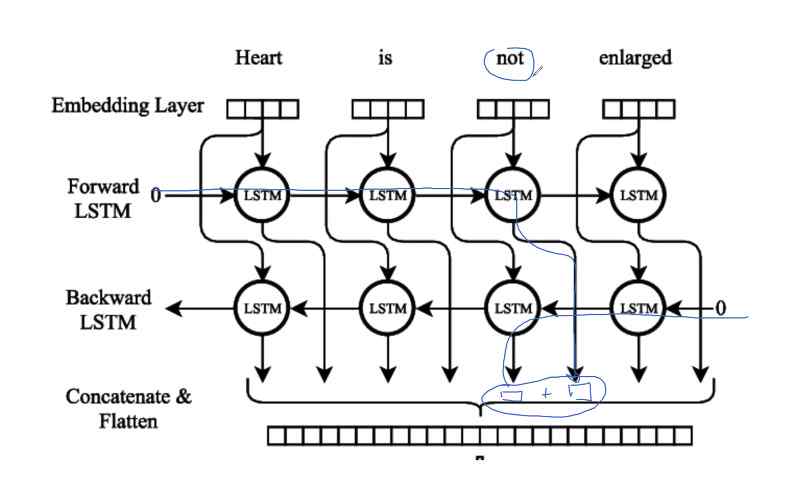 Heart is not enlarged
Embedding Layer
Forward LSTM 0 LSTM LSTM LSTM LSTM
Backward LSTM LSTM LSTM LSTM LSTM 0
Concatenate &
Flatten
+